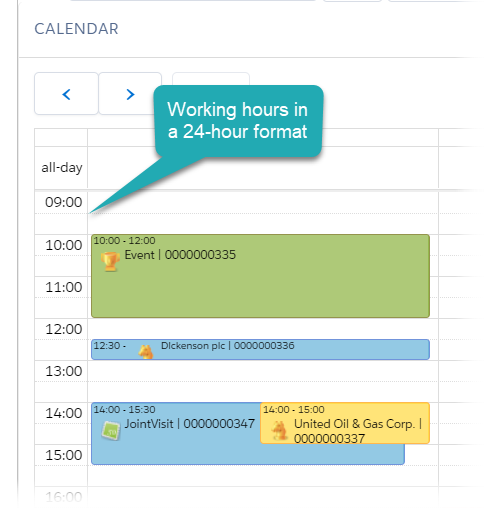 CALENDAR
Working hours in
a 24-hour format
all-day
09:00
10:00
10:00 - 12:00
Event | 0000000335
11:00
12:00
12:30 -
Dickenson plc | 0000000336
13:00
14:00
14:00 - 15:30
JointVisit | 0000000347
14:00 - 15:00
United Oil & Gas Corp. |
0000000337
15:00
16:00